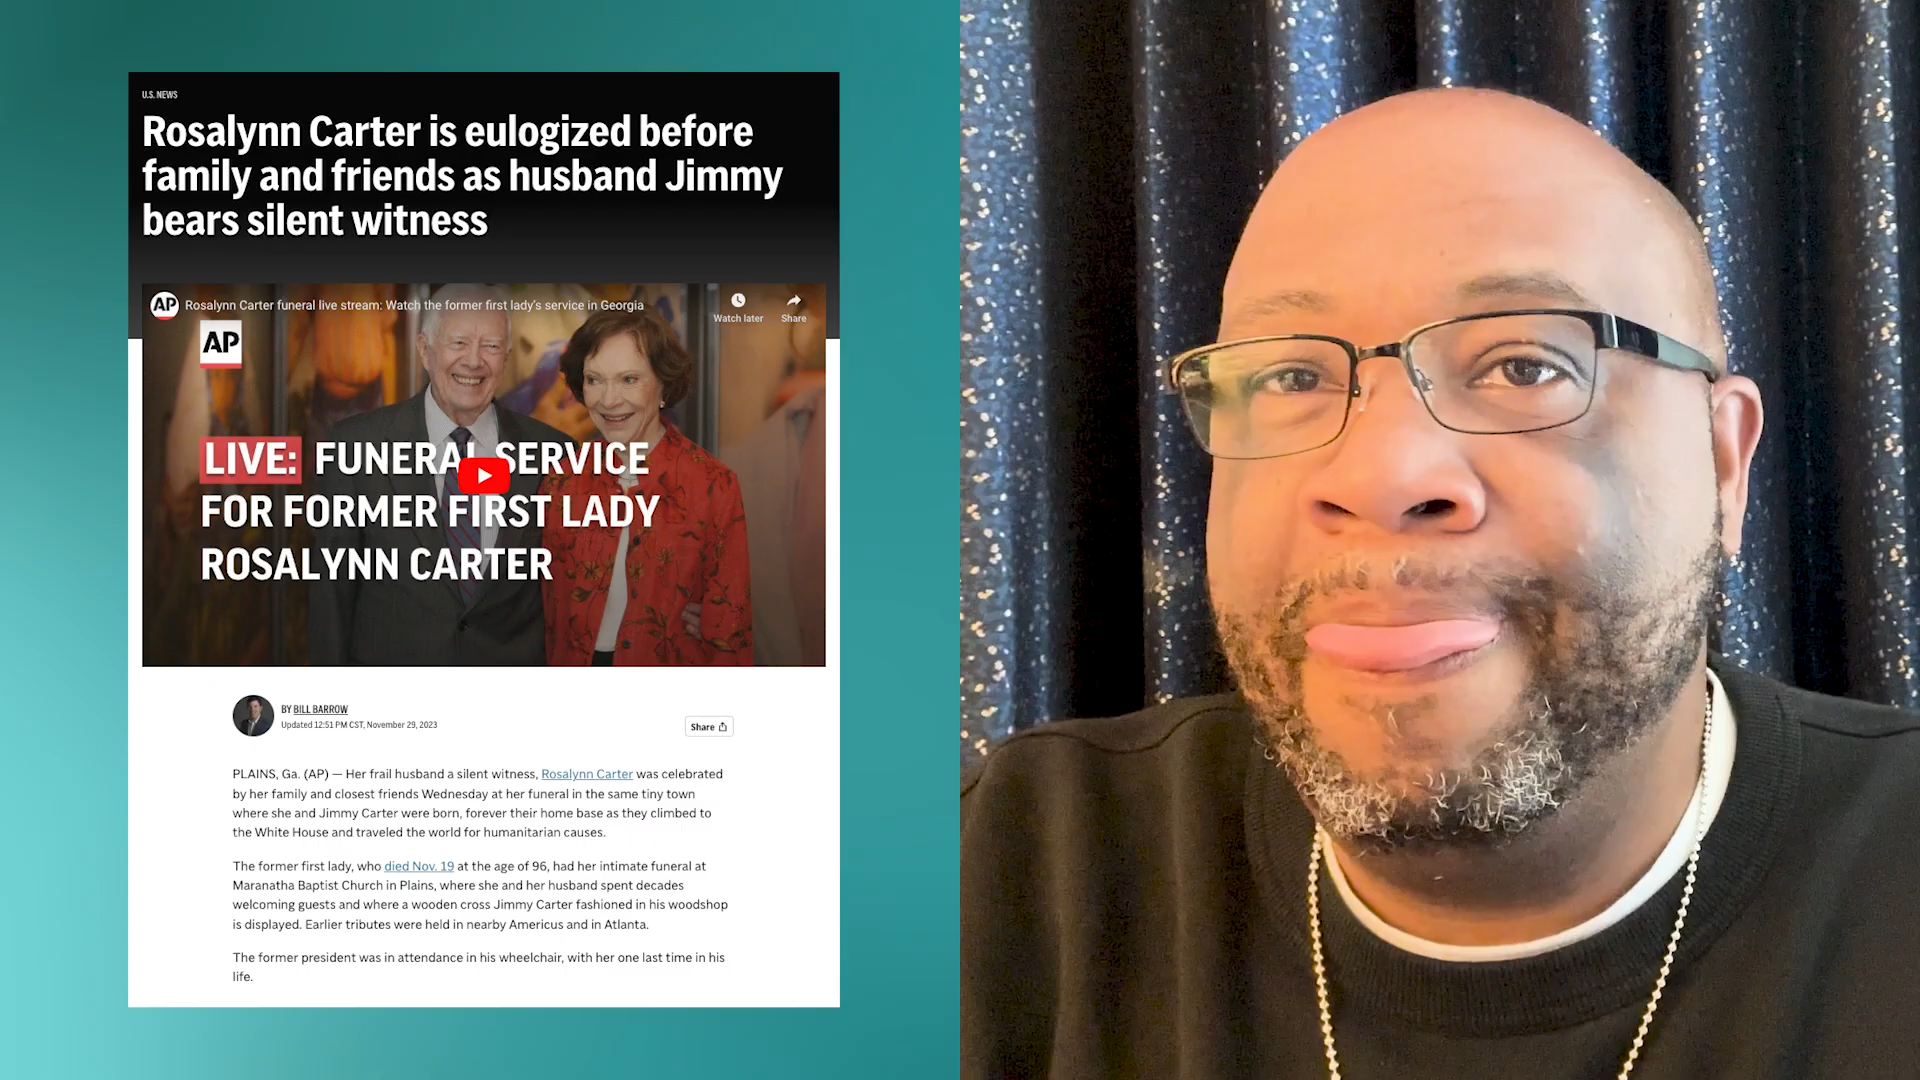 U.S. NEWS
Rosalynn Carter is eulogized before
family and friends as husband Jimmy
bears silent witness
AP Rosalynn Carter funeral live stream: Watch the former first lady's service in Georgia
Watch later Share
AP
LIVE: FUNERAL SERVICE
FOR FORMER FIRST LADY
ROSALYNN CARTER
BY BILL BARROW
Updated 12:51 PM CST, November 29, 2023
Share
PLAINS, Ga. (AP) — Her frail husband a silent witness, Rosalynn Carter was celebrated
by her family and closest friends Wednesday at her funeral in the same tiny town
where she and Jimmy Carter were born, forever their home base as they climbed to
the White House and traveled the world for humanitarian causes.
The former first lady, who died Nov. 19 at the age of 96, had her intimate funeral at
Maranatha Baptist Church in Plains, where she and her husband spent decades
welcoming guests and where a wooden cross Jimmy Carter fashioned in his woodshop
is displayed. Earlier tributes were held in nearby Americus and in Atlanta.
The former president was in attendance in his wheelchair, with her one last time in his
life.